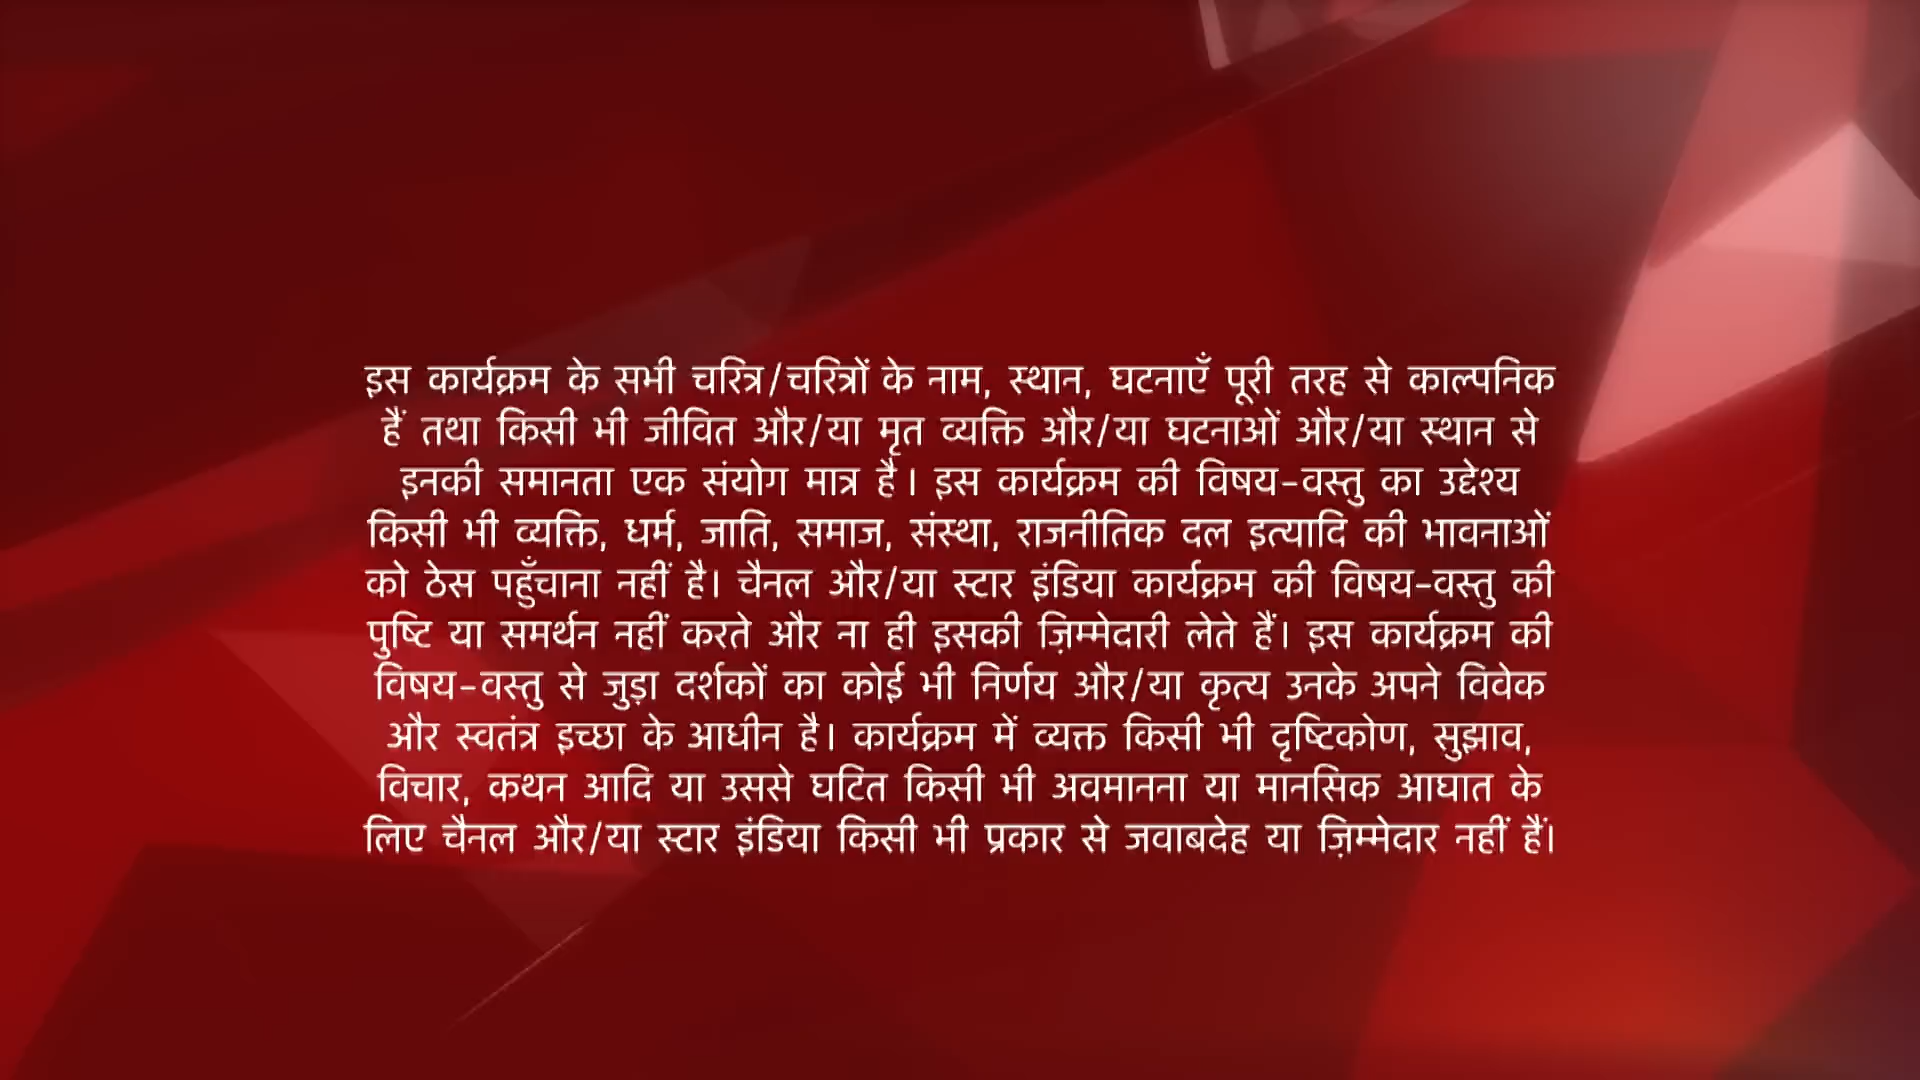 इस कार्यक्रम के सभी चरित्र/चरित्रों के नाम, स्थान, घटनाएँ पूरी तरह से काल्पनिक
हैं तथा किसी भी जीवित और/या मृत व्यक्ति और/या घटनाओं और/या स्थान से
इनकी समानता एक संयोग मात्र है। इस कार्यक्रम की विषय-वस्तु का उद्देश्य
किसी भी व्यक्ति, धर्म, जाति, समाज, संस्था, राजनीतिक दल इत्यादि की भावनाओं
को ठेस पहुँचाना नहीं है। चैनल और/या स्टार इंडिया कार्यक्रम की विषय-वस्तु की
पुष्टि या समर्थन नहीं करते और ना ही इसकी ज़िम्मेदारी लेते हैं। इस कार्यक्रम की
विषय-वस्तु से जुड़ा दर्शकों का कोई भी निर्णय और/या कृत्य उनके अपने विवेक
और स्वतंत्र इच्छा के आधीन है। कार्यक्रम में व्यक्त किसी भी दृष्टिकोण, सुझाव,
विचार, कथन आदि या उससे घटित किसी भी अवमानना या मानसिक आघात के
लिए चैनल और/या स्टार इंडिया किसी भी प्रकार से जवाबदेह या ज़िम्मेदार नहीं हैं।